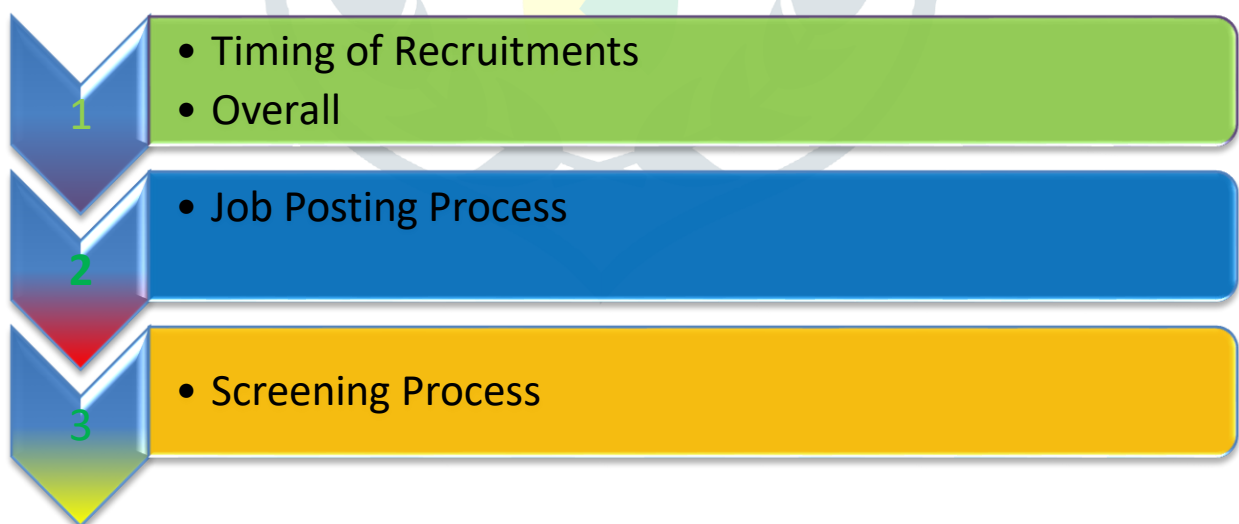 1
• Timing of Recruitments
• Overall
2
• Job Posting Process
3
• Screening Process